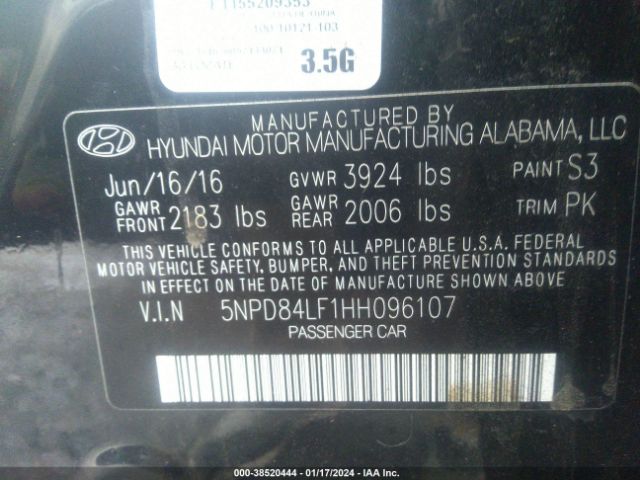 3.5G
MANUFACTURED BY
HYUNDAI MOTOR MANUFACTURING ALABAMA, LLC
Jun/16/16 GVWR 3924 lbs PAINT S3
GAWR FRONT 2183 lbs GAWR REAR 2006 lbs TRIM PK
THIS VEHICLE CONFORMS TO ALL APPLICABLE U.S.A. FEDERAL
MOTOR VEHICLE SAFETY, BUMPER, AND THEFT PREVENTION STANDARDS
IN EFFECT ON THE DATE OF MANUFACTURE SHOWN ABOVE.
V.I.N 5NPD84LF1HH096107
PASSENGER CAR
000-38520444 - 01/17/2024 - IAA Inc.